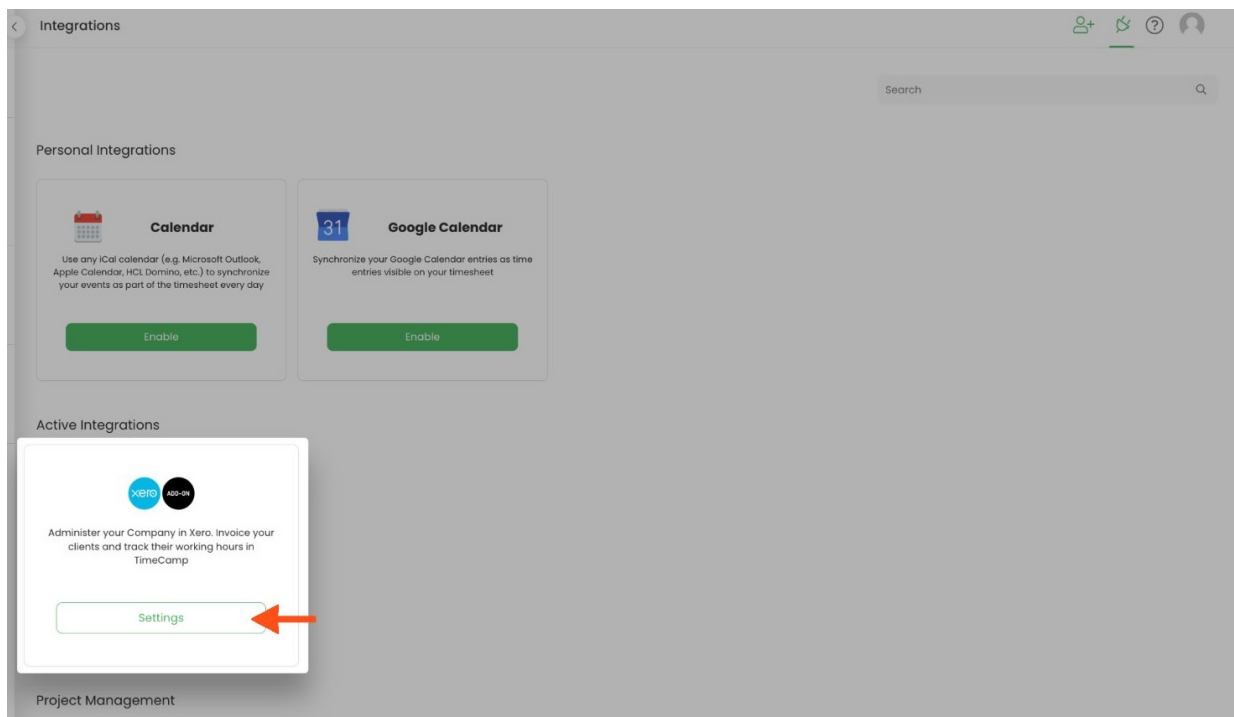 Integrations
Search
Personal Integrations
Calendar
Use any iCal calendar (e.g. Microsoft Outlook,
Apple Calendar, HCL Domino, etc.) to synchronize
your events as part of the timesheet every day
Enable
31
Google Calendar
Synchronize your Google Calendar entries as time
entries visible on your timesheet
Enable
Active Integrations
xero
ADD-ON
Administer your Company in Xero. Invoice your
clients and track their working hours in
TimeCamp
Settings
Project Management